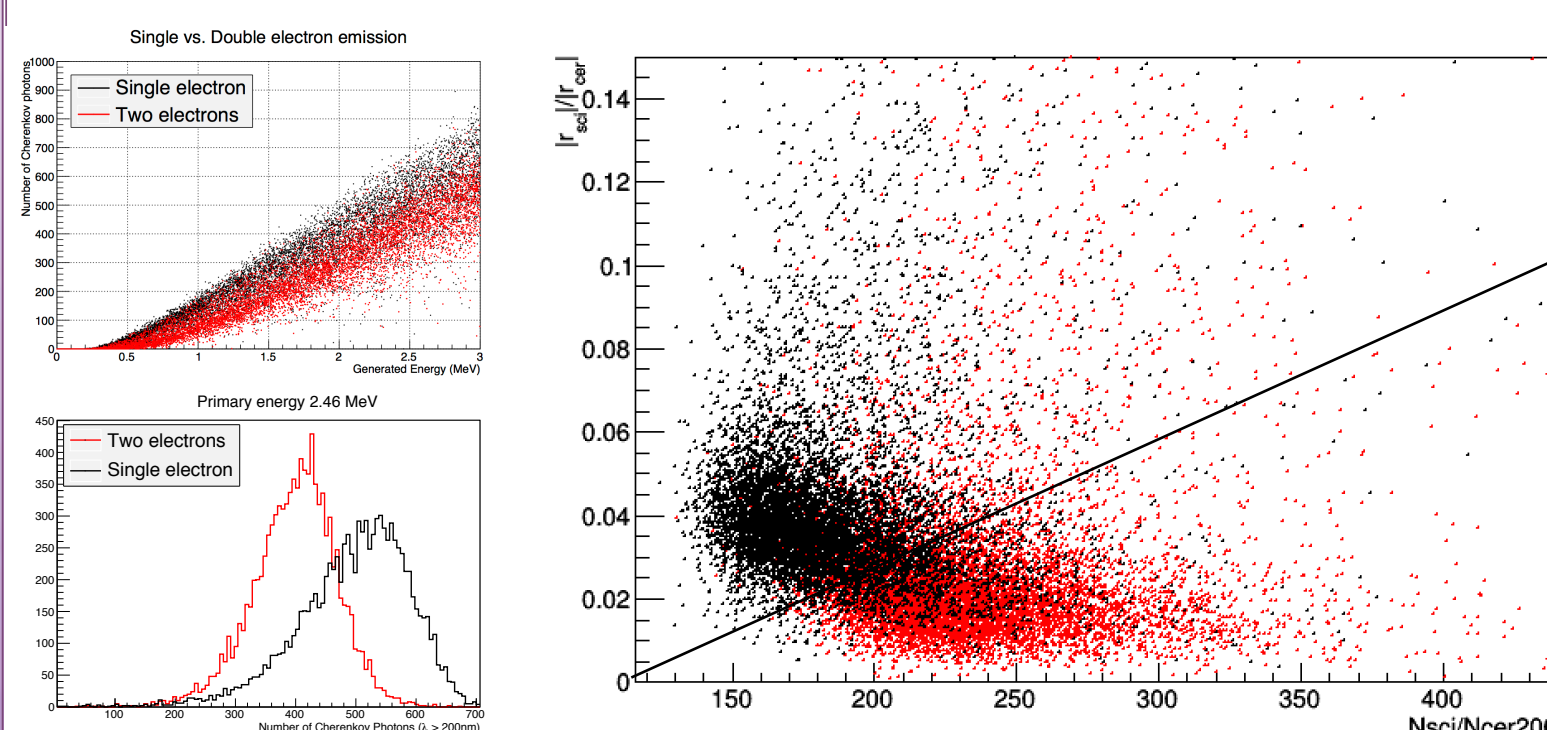 Single vs. Double electron emission
Number of Cherenkov photons
1000
900
800
700
600
500
400
300
200
100
0
Single electron
Two electrons
0 0.5 1 1.5 2 2.5 3
Generated Energy (MeV)
Primary energy 2.46 MeV
450
400
350
300
250
200
150
100
50
0
Two electrons
Single electron
100 200 300 400 500 600 700
Number of Cherenkov Photons (λ > 200nm)
|r_sci|/|r_cer|
0.14
0.12
0.1
0.08
0.06
0.04
0.02
0
150 200 250 300 350 400
Nsci/Ncer20